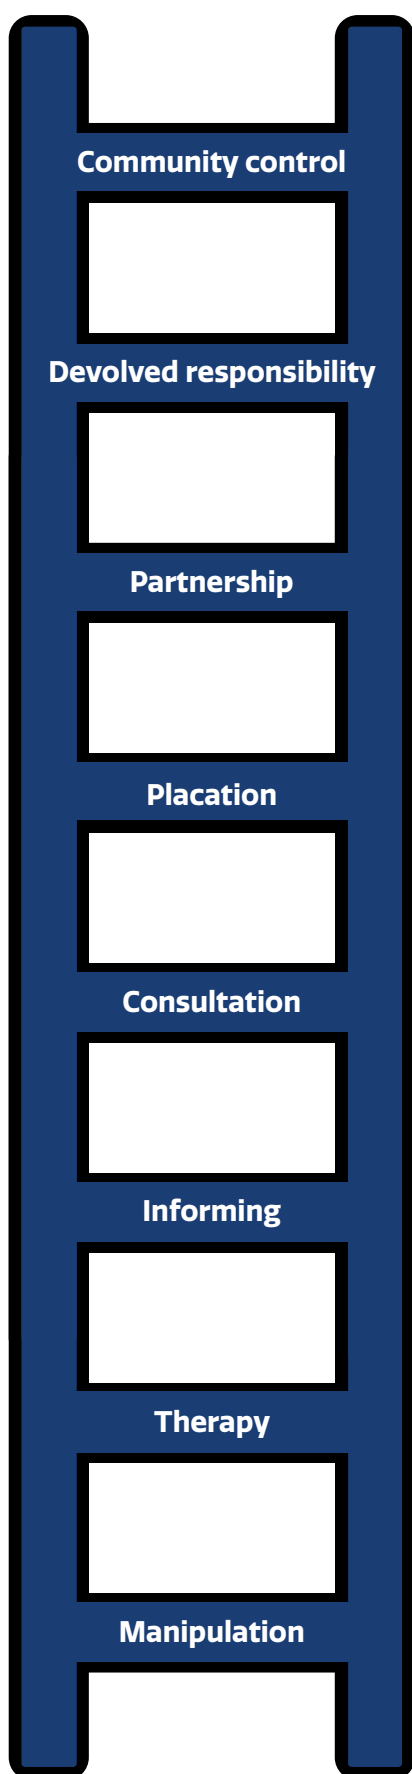 Community control
Devolved responsibility
Partnership
Placation
Consultation
Informing
Therapy
Manipulation